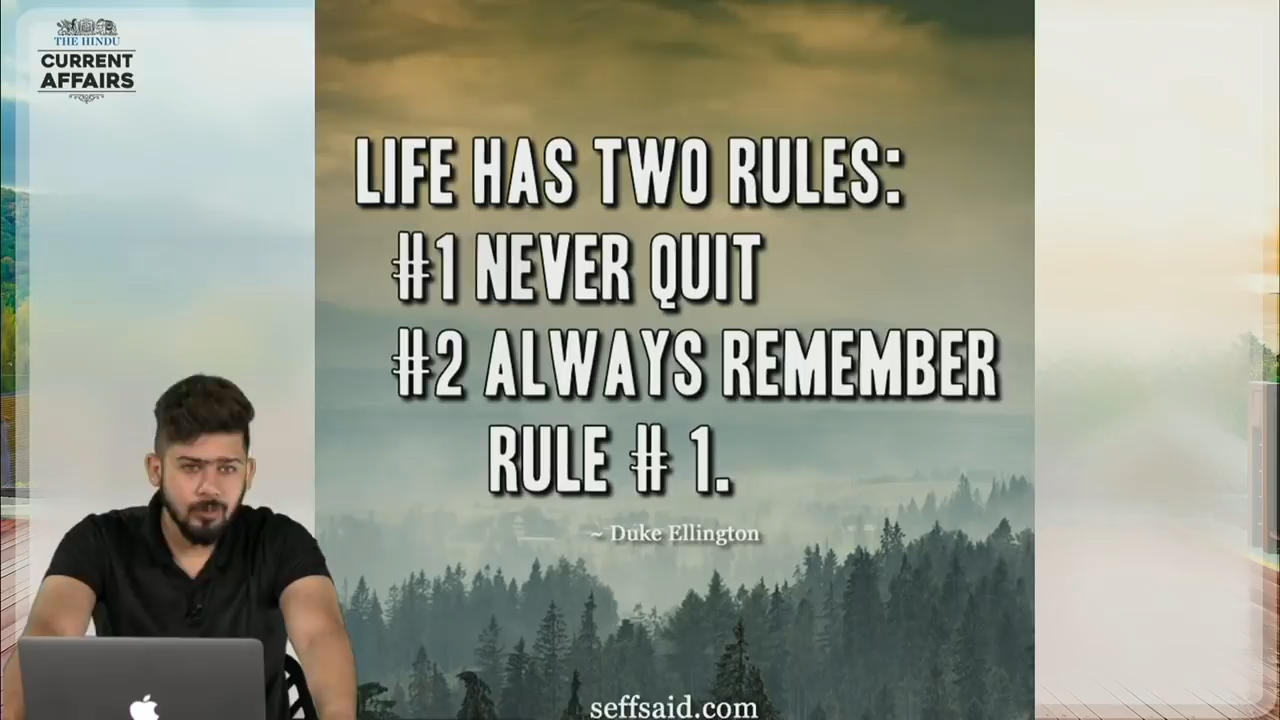 THE HINDU
CURRENT
AFFAIRS
LIFE HAS TWO RULES:
#1 NEVER QUIT
#2 ALWAYS REMEMBER
RULE # 1.
~ Duke Ellington
seffsaid.com